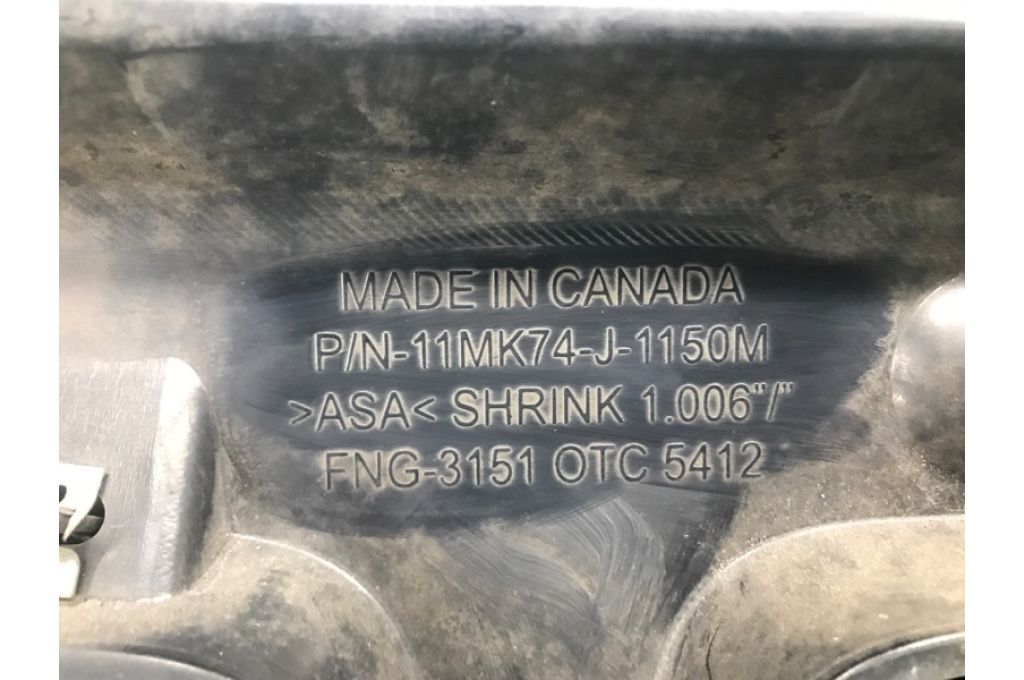 MADE IN CANADA
P/N-11MK74-J-1150M
>ASA< SHRINK 1.006"/"
FNG-3151 OTC 5412